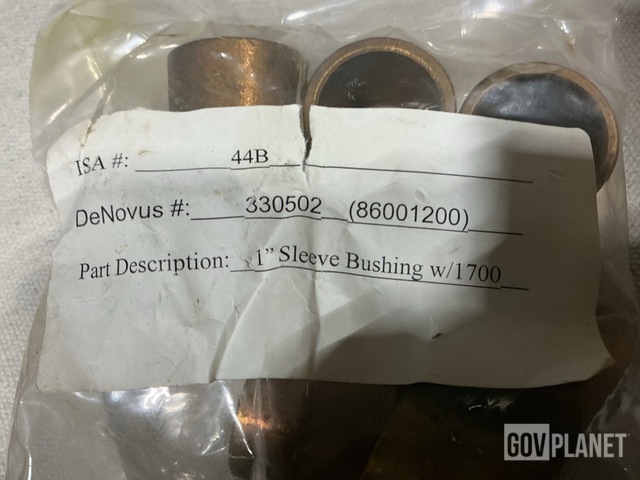 ISA #: 44B
DeNovus #: 330502 (86001200)
Part Description: 1" Sleeve Bushing w/1700
GOVPLANET